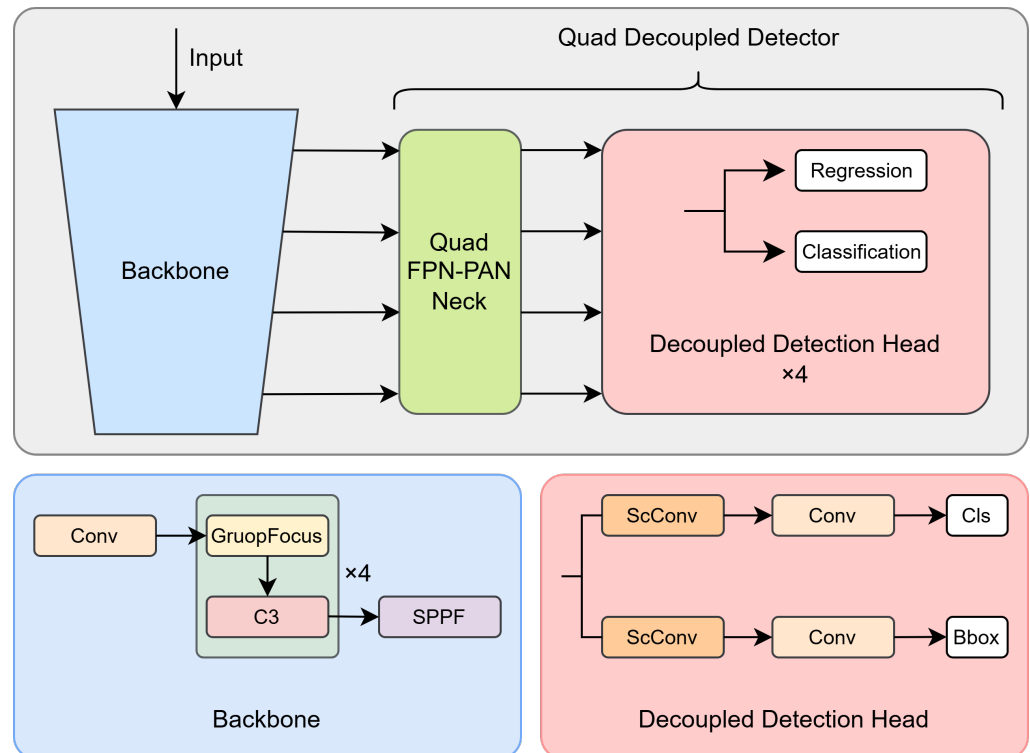 Quad Decoupled Detector
Input
Backbone
Quad
FPN-PAN
Neck
Regression
Classification
Decoupled Detection Head
×4
Conv
GruopFocus
C3
×4
SPPF
Backbone
ScConv
Conv
Cls
ScConv
Conv
Bbox
Decoupled Detection Head